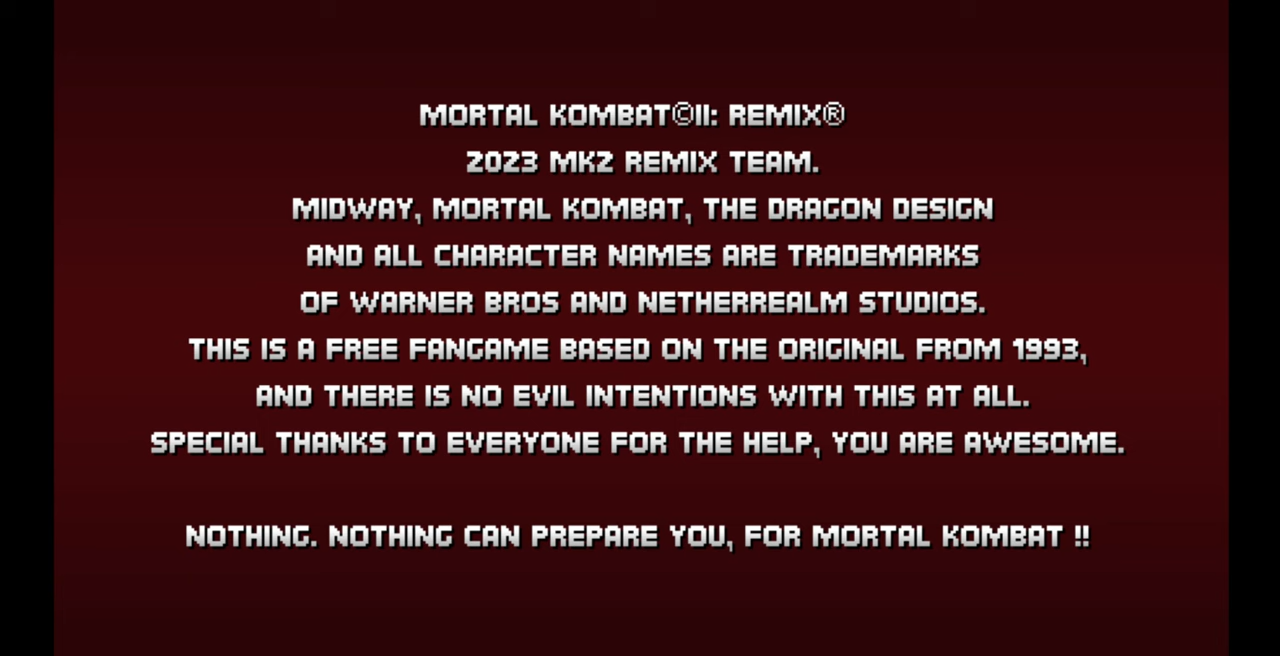 MORTAL KOMBAT©II: REMIX®
2023 MK2 REMIX TEAM.
MIDWAY, MORTAL KOMBAT, THE DRAGON DESIGN
AND ALL CHARACTER NAMES ARE TRADEMARKS
OF WARNER BROS AND NETHERREALM STUDIOS.
THIS IS A FREE FANGAME BASED ON THE ORIGINAL FROM 1993,
AND THERE IS NO EVIL INTENTIONS WITH THIS AT ALL.
SPECIAL THANKS TO EVERYONE FOR THE HELP, YOU ARE AWESOME.
NOTHING. NOTHING CAN PREPARE YOU, FOR MORTAL KOMBAT !!